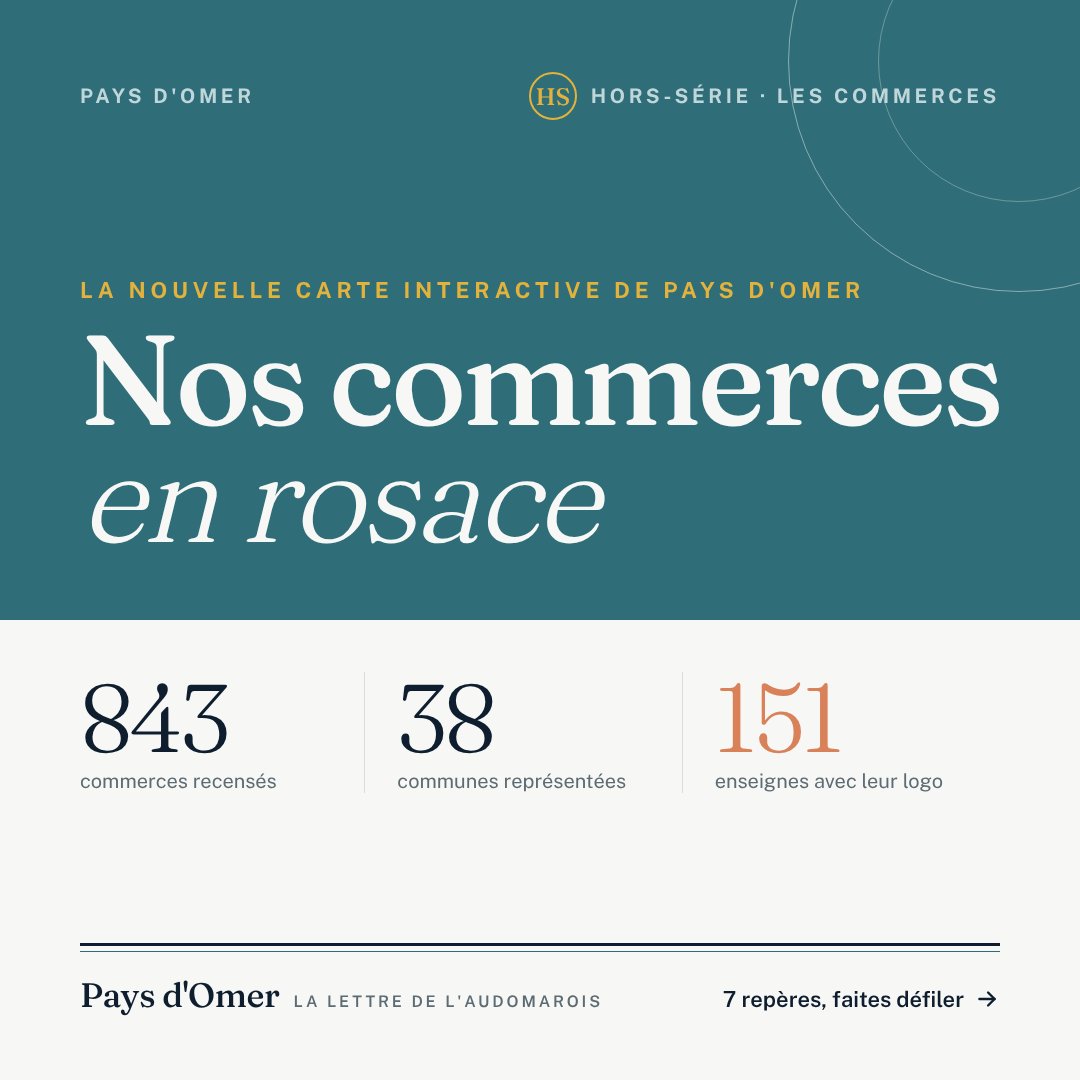 PAYS D'OMER
HS HORS-SÉRIE · LES COMMERCES
LA NOUVELLE CARTE INTERACTIVE DE PAYS D'OMER
Nos commerces
en rosace
843
commerces recensés
38
communes représentées
151
enseignes avec leur logo
Pays d'Omer LA LETTRE DE L'AUDOMAROIS
7 repères, faites défiler →